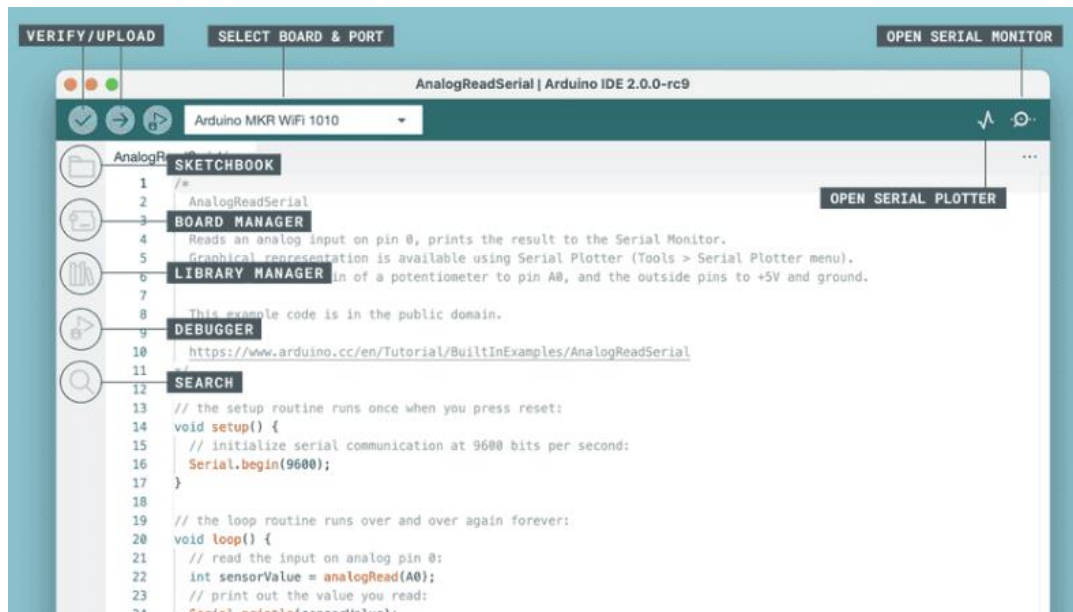 VERIFY/UPLOAD
SELECT BOARD & PORT
OPEN SERIAL MONITOR
AnalogReadSerial | Arduino IDE 2.0.0-rc9
Arduino MKR WiFi 1010
AnalogR
SKETCHBOOK
...
1 /*
OPEN SERIAL PLOTTER
2 AnalogReadSerial
3
BOARD MANAGER
4 Reads an analog input on pin 0, prints the result to the Serial Monitor.
5 Graphical representation is available using Serial Plotter (Tools > Serial Plotter menu).
LIBRARY MANAGER
6 of a potentiometer to pin A0, and the outside pins to +5V and ground.
7
8 This example code is in the public domain.
DEBUGGER
9
10 https://www.arduino.cc/en/Tutorial/BuiltInExamples/AnalogReadSerial
11 */
SEARCH
12
13 // the setup routine runs once when you press reset:
14 void setup() {
15 // initialize serial communication at 9600 bits per second:
16 Serial.begin(9600);
17 }
18
19 // the loop routine runs over and over again forever:
20 void loop() {
21 // read the input on analog pin 0:
22 int sensorValue = analogRead(A0);
23 // print out the value you read: